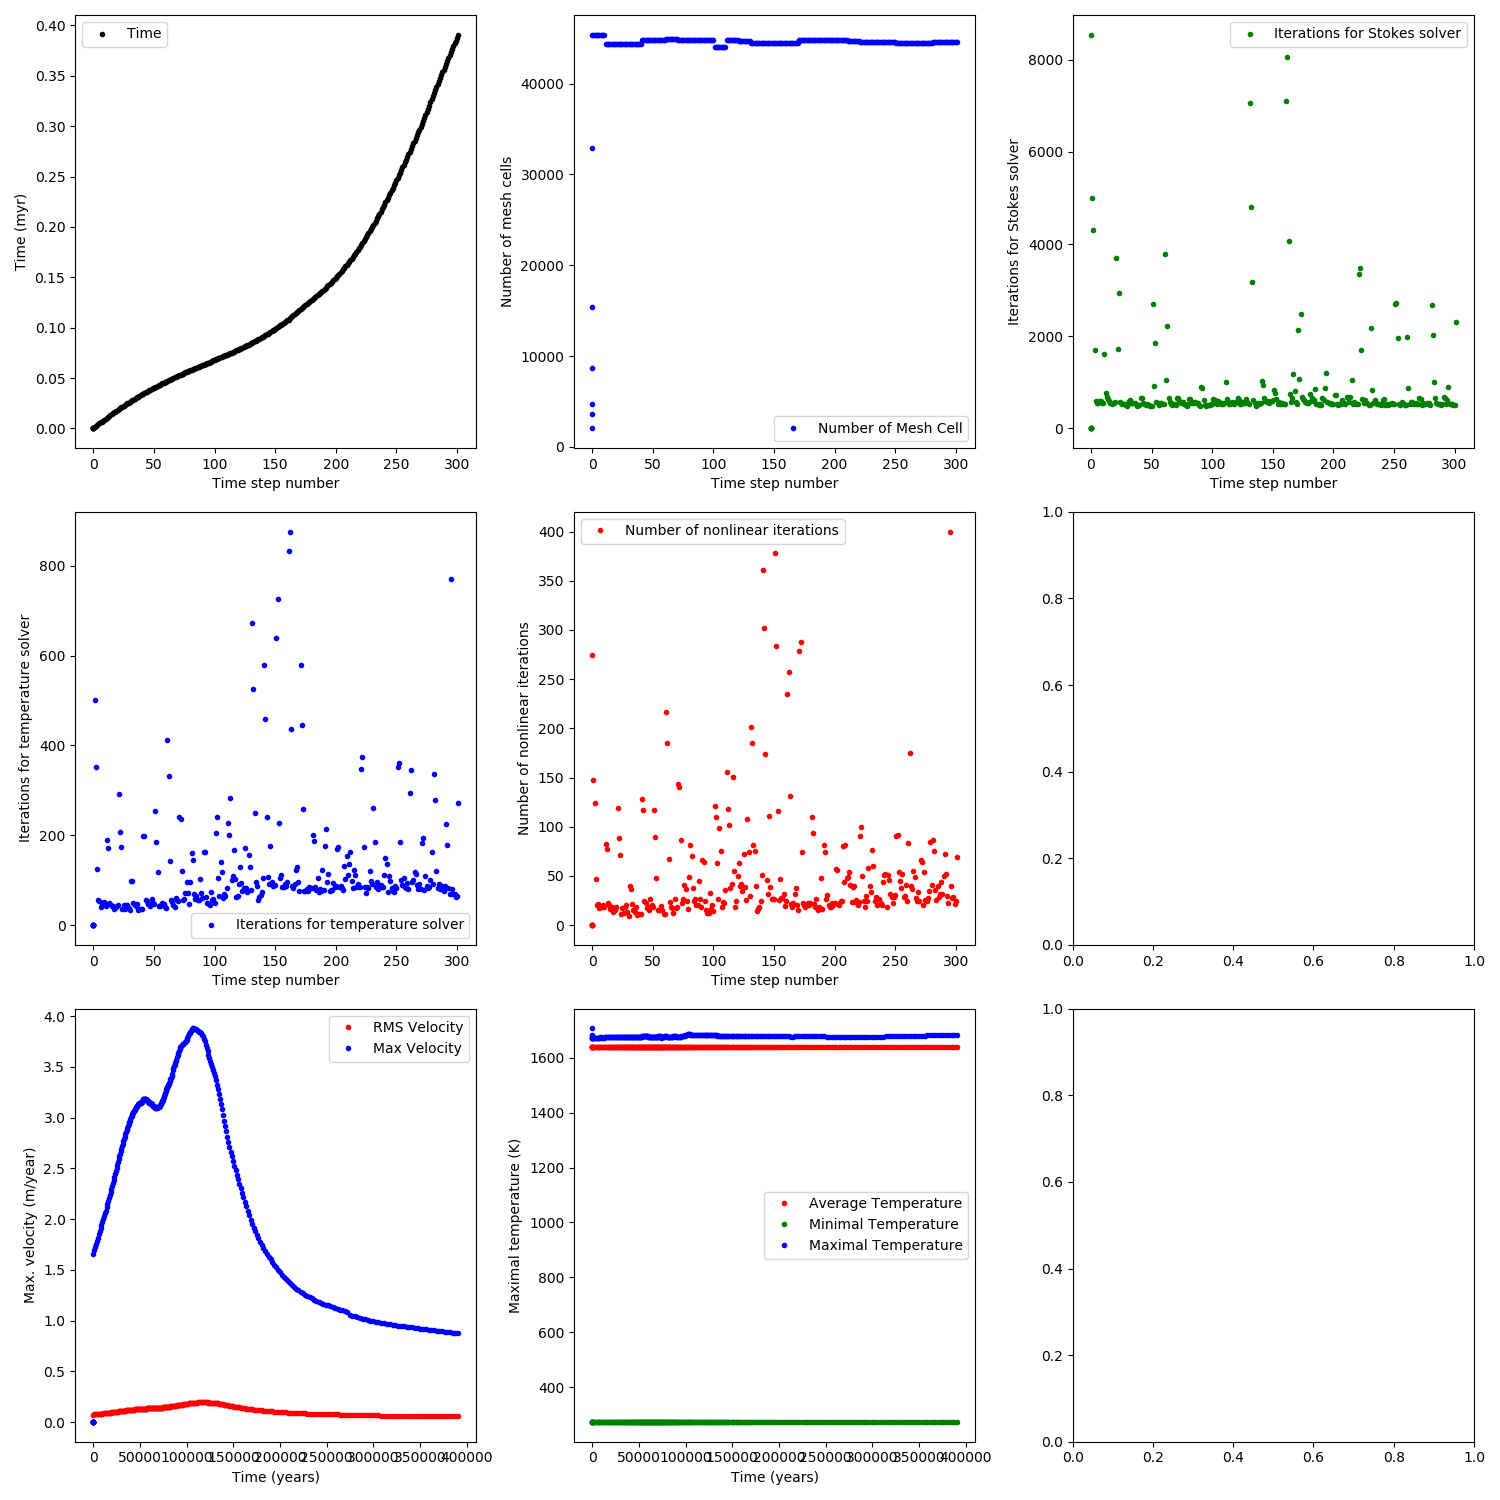 Time
Time (myr)
0.40
0.35
0.30
0.25
0.20
0.15
0.10
0.05
0.00
0 50 100 150 200 250 300
Time step number
Number of Mesh Cell
Number of mesh cells
40000
30000
20000
10000
0
0 50 100 150 200 250 300
Time step number
Iterations for Stokes solver
Iterations for Stokes solver
8000
6000
4000
2000
0
0 50 100 150 200 250 300
Time step number
Iterations for temperature solver
Iterations for temperature solver
800
600
400
200
0
0 50 100 150 200 250 300
Time step number
Number of nonlinear iterations
Number of nonlinear iterations
400
350
300
250
200
150
100
50
0
0 50 100 150 200 250 300
Time step number
1.0
0.8
0.6
0.4
0.2
0.0
0.0 0.2 0.4 0.6 0.8 1.0
RMS Velocity
Max Velocity
Max. velocity (m/year)
4.0
3.5
3.0
2.5
2.0
1.5
1.0
0.5
0.0
0 50000 100000 150000 200000 250000 300000 350000 400000
Time (years)
Average Temperature
Minimal Temperature
Maximal Temperature
Maximal temperature (K)
1600
1400
1200
1000
800
600
400
0 50000 100000 150000 200000 250000 300000 350000 400000
Time (years)
1.0
0.8
0.6
0.4
0.2
0.0
0.0 0.2 0.4 0.6 0.8 1.0